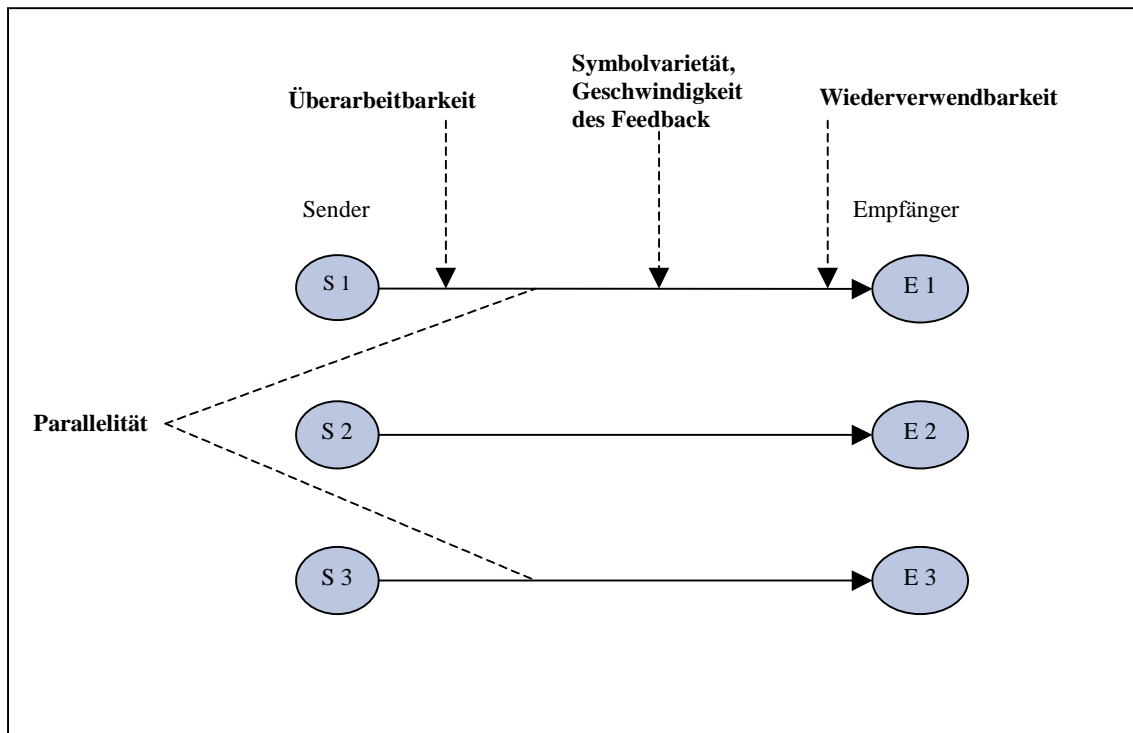 Überarbeitbarkeit
Symbolvarietät,
Geschwindigkeit
des Feedback
Wiederverwendbarkeit
Sender
Empfänger
S 1
E 1
Parallelität
S 2
E 2
S 3
E 3